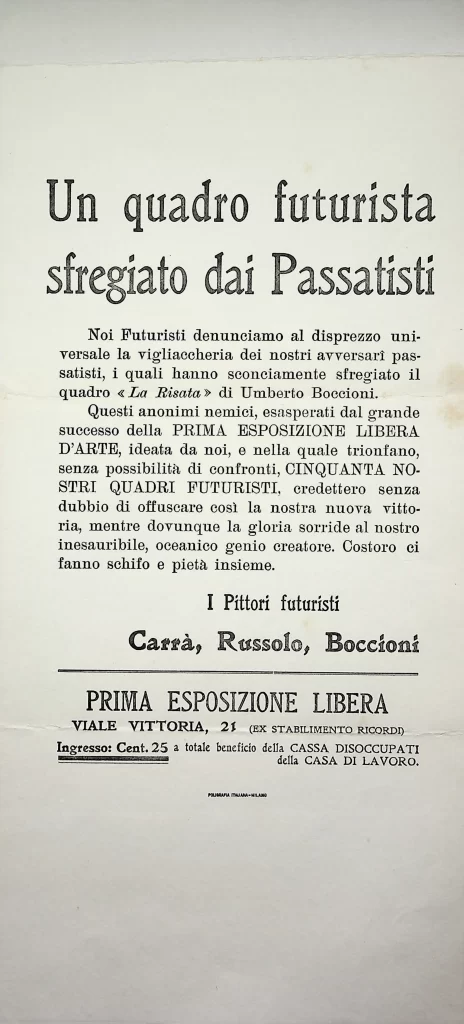 Un quadro futurista
sfregiato dai Passatisti
Noi Futuristi denunciamo al disprezzo uni-
versale la vigliaccheria dei nostri avversarî pas-
satisti, i quali hanno sconciamente sfregiato il
quadro « La Risata » di Umberto Boccioni.
Questi anonimi nemici, esasperati dal grande
successo della PRIMA ESPOSIZIONE LIBERA
D'ARTE, ideata da noi, e nella quale trionfano,
senza possibilità di confronti, CINQUANTA NO-
STRI QUADRI FUTURISTI, credettero senza
dubbio di offuscare così la nostra nuova vitto-
ria, mentre dovunque la gloria sorride al nostro
inesauribile, oceanico genio creatore. Costoro ci
fanno schifo e pietà insieme.
I Pittori futuristi
Carrà, Russolo, Boccioni
PRIMA ESPOSIZIONE LIBERA
VIALE VITTORIA, 21 (EX STABILIMENTO RICORDI)
Ingresso: Cent. 25 a totale beneficio della CASSA DISOCCUPATI
della CASA DI LAVORO.
POLIGRAFIA ITALIANA-MILANO